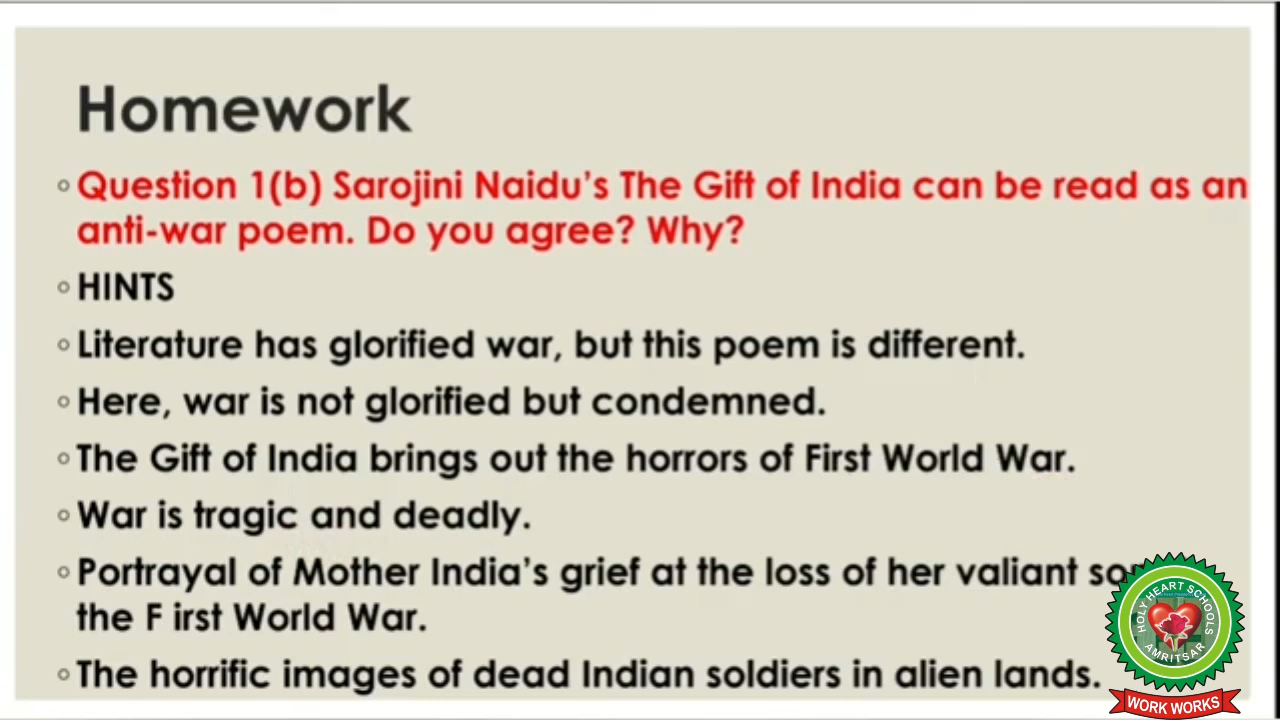 Homework
Question 1(b) Sarojini Naidu's The Gift of India can be read as an
anti-war poem. Do you agree? Why?
HINTS
Literature has glorified war, but this poem is different.
Here, war is not glorified but condemned.
The Gift of India brings out the horrors of First World War.
War is tragic and deadly.
Portrayal of Mother India's grief at the loss of her valiant
the F irst World War.
The horrific images of dead Indian soldiers in alien lands.
HOLY HEART SCHOOLS
AMRITSAR
WORK WORKS